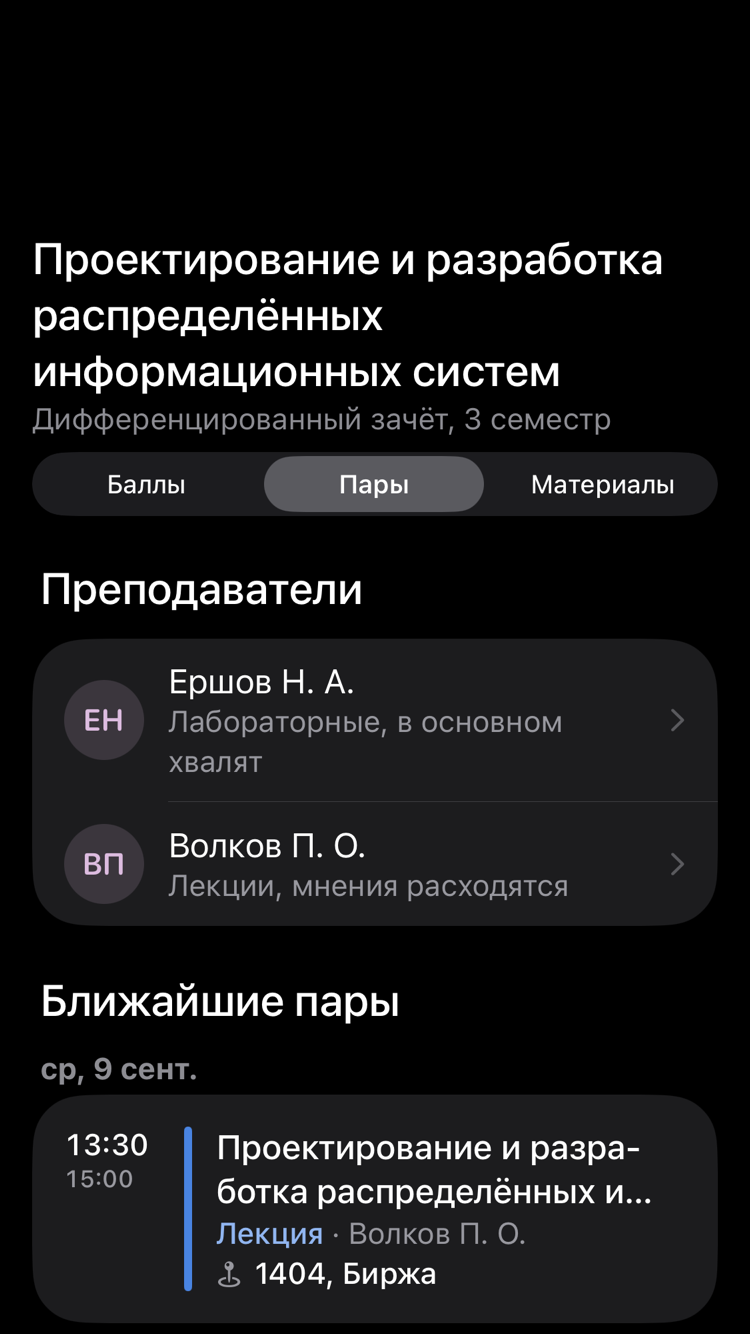 Проектирование и разработка
распределённых
информационных систем
Дифференцированный зачёт, 3 семестр
Баллы
Пары
Материалы
Преподаватели
ЕН
Ершов Н. А.
Лабораторные, в основном
хвалят
ВП
Волков П. О.
Лекции, мнения расходятся
Ближайшие пары
ср, 9 сент.
13:30
15:00
Проектирование и разра-
ботка распределённых и...
Лекция · Волков П. О.
1404, Биржа